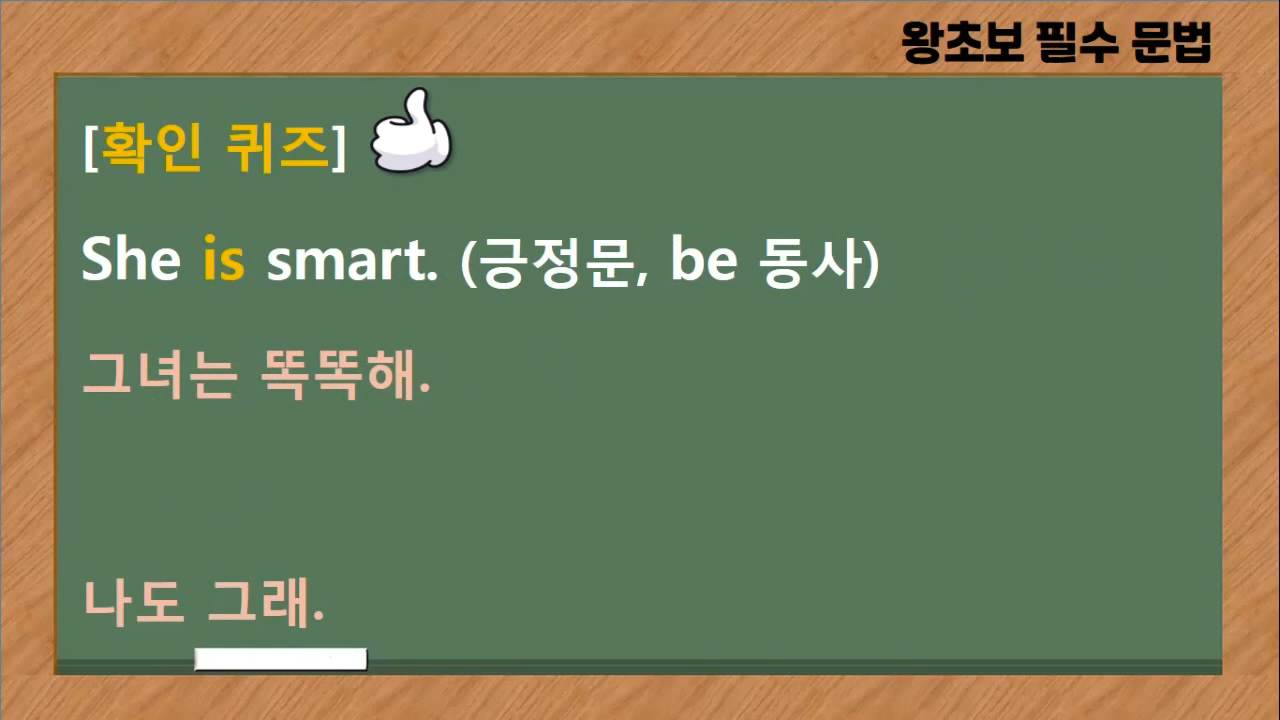 왕초보 필수 문법
[확인 퀴즈]
She is smart. (긍정문, be 동사)
그녀는 똑똑해.
나도 그래.